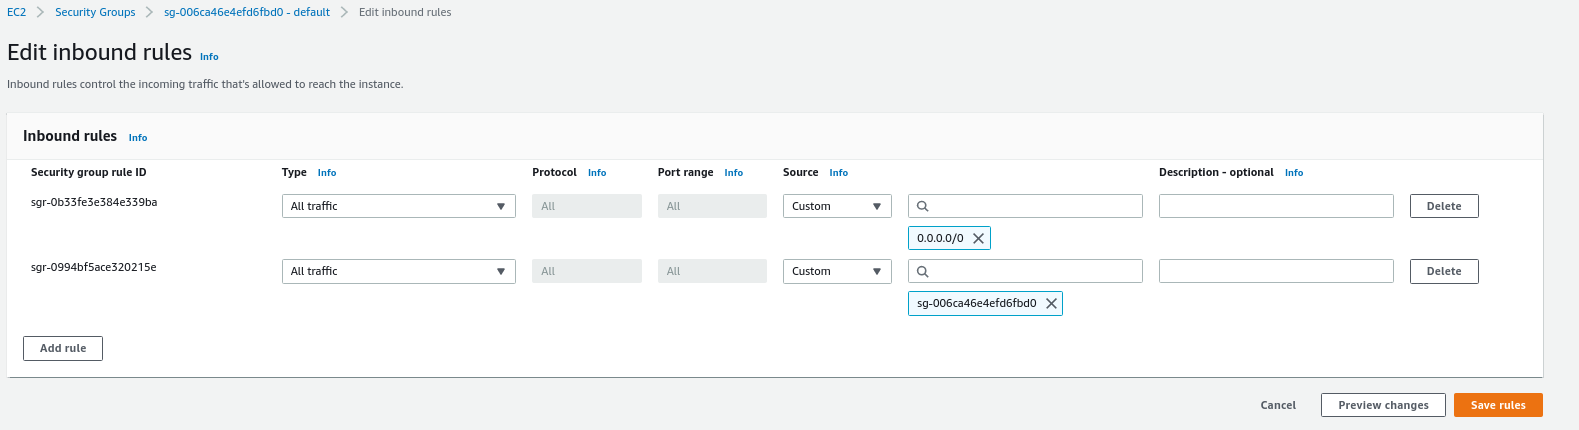 EC2 Security Groups sg-006ca46e4efd6fbd0 - default Edit inbound rules
Edit inbound rules Info
Inbound rules control the incoming traffic that's allowed to reach the instance.
Inbound rules Info
Security group rule ID Type Info Protocol Info Port range Info Source Info Description - optional Info
sgr-0b33fe3e384e339ba All traffic All All Custom Delete
0.0.0.0/0
sgr-0994bf5ace320215e All traffic All All Custom Delete
sg-006ca46e4efd6fbd0
Add rule
Cancel Preview changes Save rules